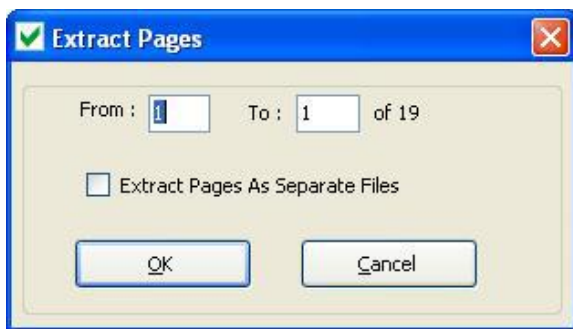 Extract Pages
From : 1 To : 1 of 19
Extract Pages As Separate Files
OK Cancel